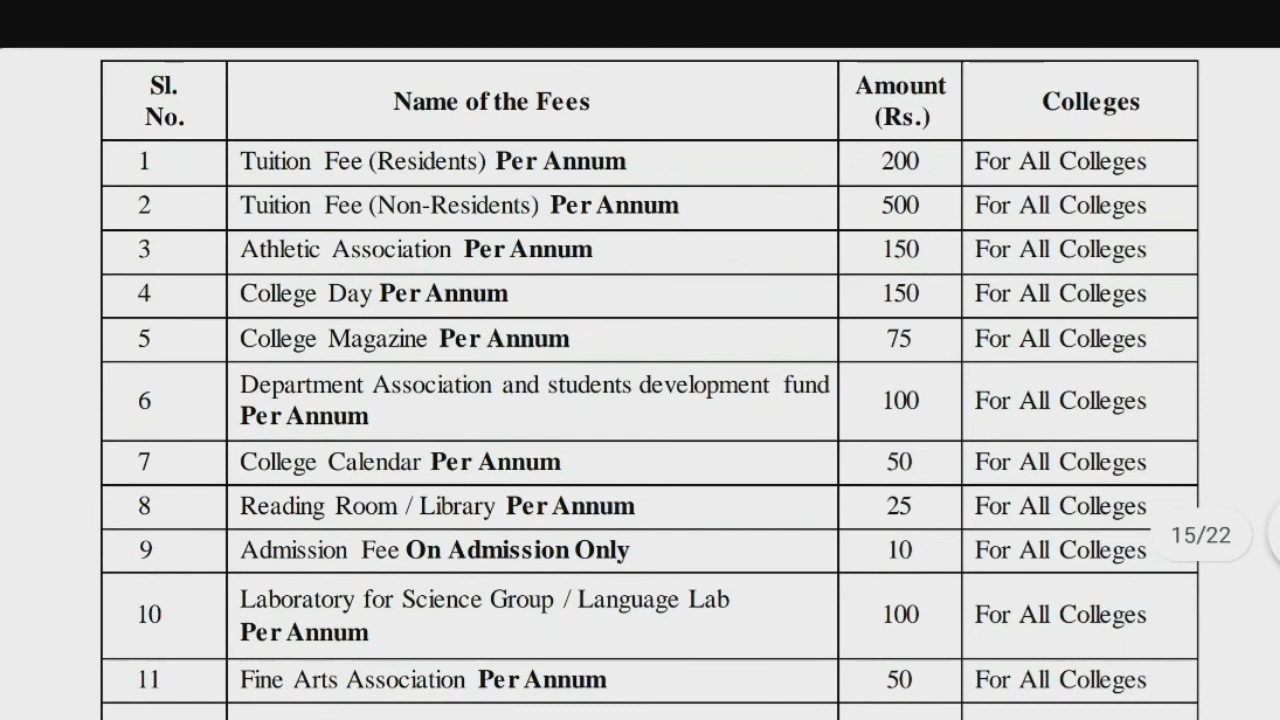 Sl. No. Name of the Fees Amount (Rs.) Colleges
1 Tuition Fee (Residents) Per Annum 200 For All Colleges
2 Tuition Fee (Non-Residents) Per Annum 500 For All Colleges
3 Athletic Association Per Annum 150 For All Colleges
4 College Day Per Annum 150 For All Colleges
5 College Magazine Per Annum 75 For All Colleges
6 Department Association and students development fund Per Annum 100 For All Colleges
7 College Calendar Per Annum 50 For All Colleges
8 Reading Room / Library Per Annum 25 For All Colleges
9 Admission Fee On Admission Only 10 For All Colleges
15/22
10 Laboratory for Science Group / Language Lab Per Annum 100 For All Colleges
11 Fine Arts Association Per Annum 50 For All Colleges